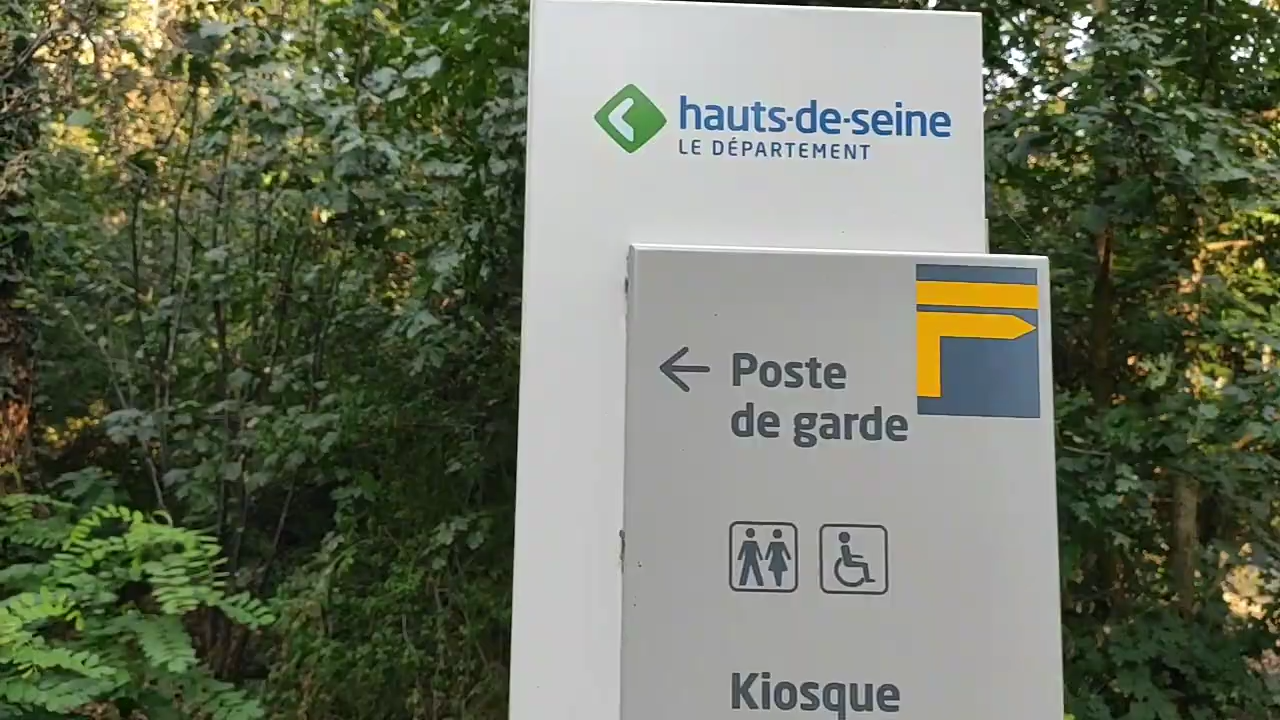 hauts-de-seine
LE DÉPARTEMENT
Poste
de garde
Kiosque